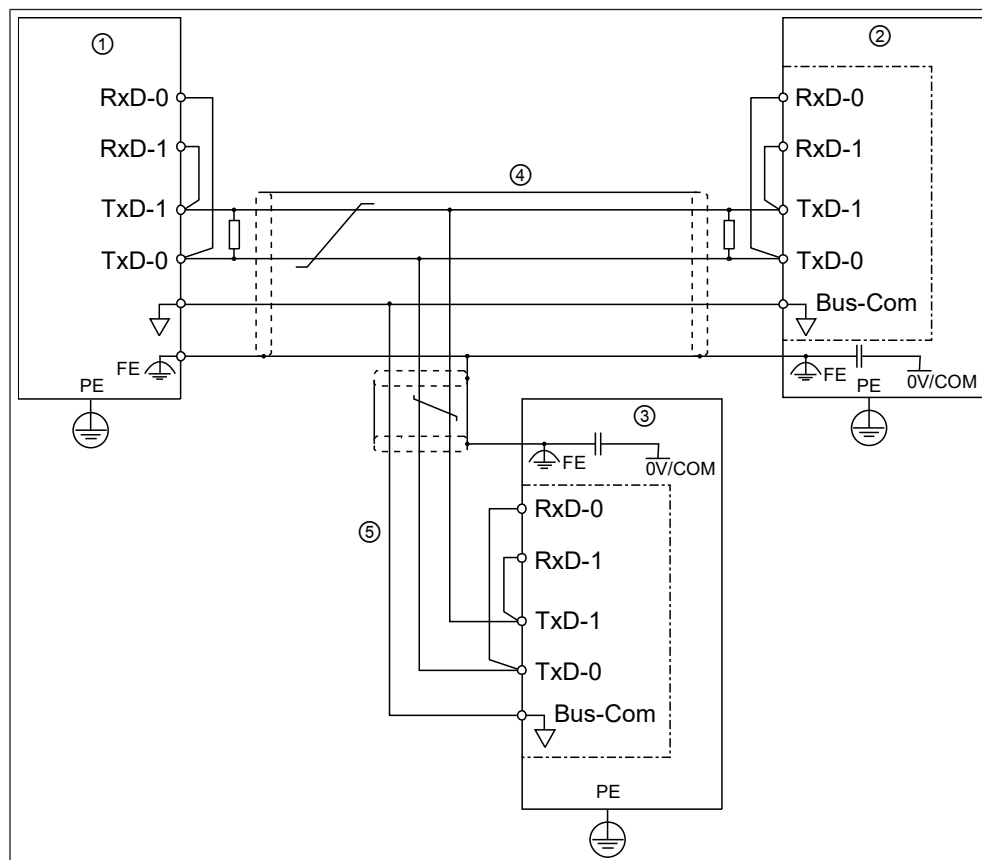 ①
RxD-0
RxD-1
TxD-1
TxD-0
FE
PE
④
②
RxD-0
RxD-1
TxD-1
TxD-0
Bus-Com
FE
0V/COM
PE
③
FE
0V/COM
⑤
RxD-0
RxD-1
TxD-1
TxD-0
Bus-Com
PE